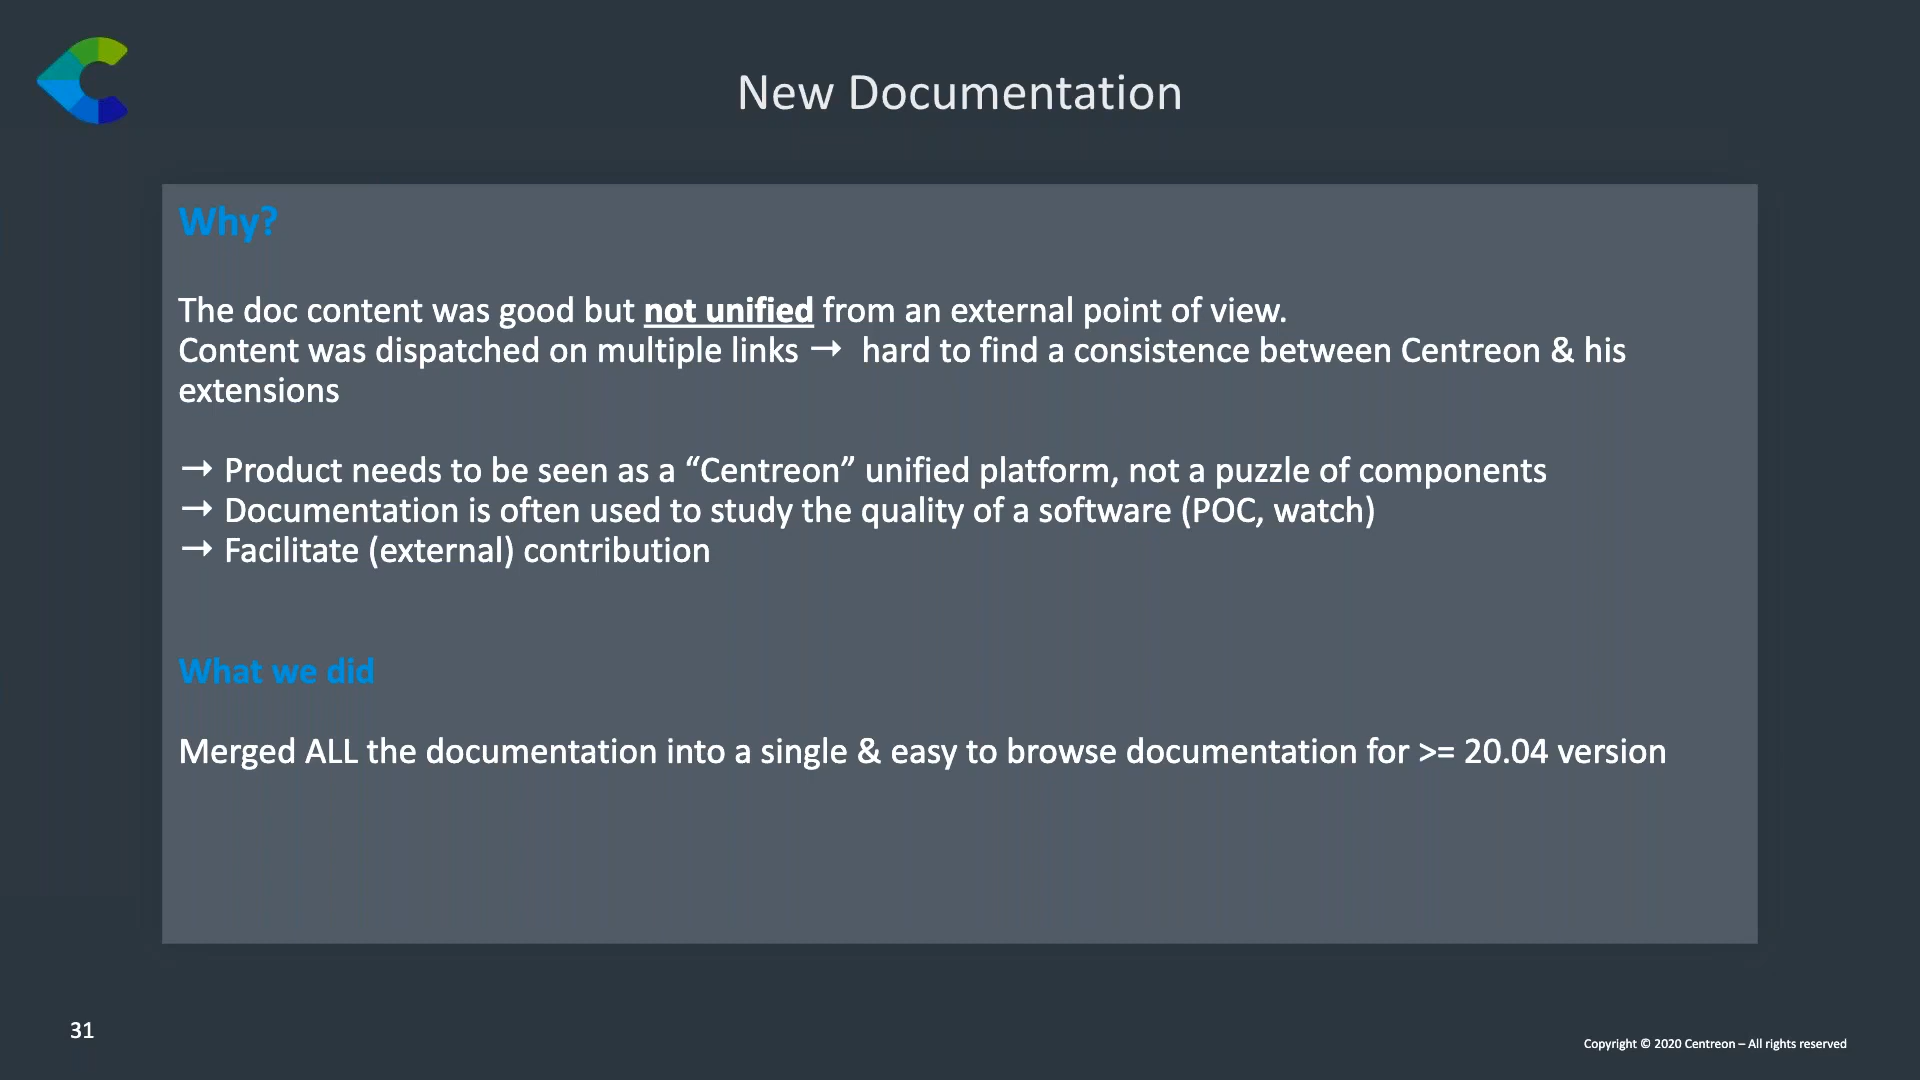 New Documentation
Why?
The doc content was good but not unified from an external point of view.
Content was dispatched on multiple links → hard to find a consistence between Centreon & his
extensions
→ Product needs to be seen as a “Centreon” unified platform, not a puzzle of components
→ Documentation is often used to study the quality of a software (POC, watch)
→ Facilitate (external) contribution
What we did
Merged ALL the documentation into a single & easy to browse documentation for >= 20.04 version
31
Copyright © 2020 Centreon – All rights reserved